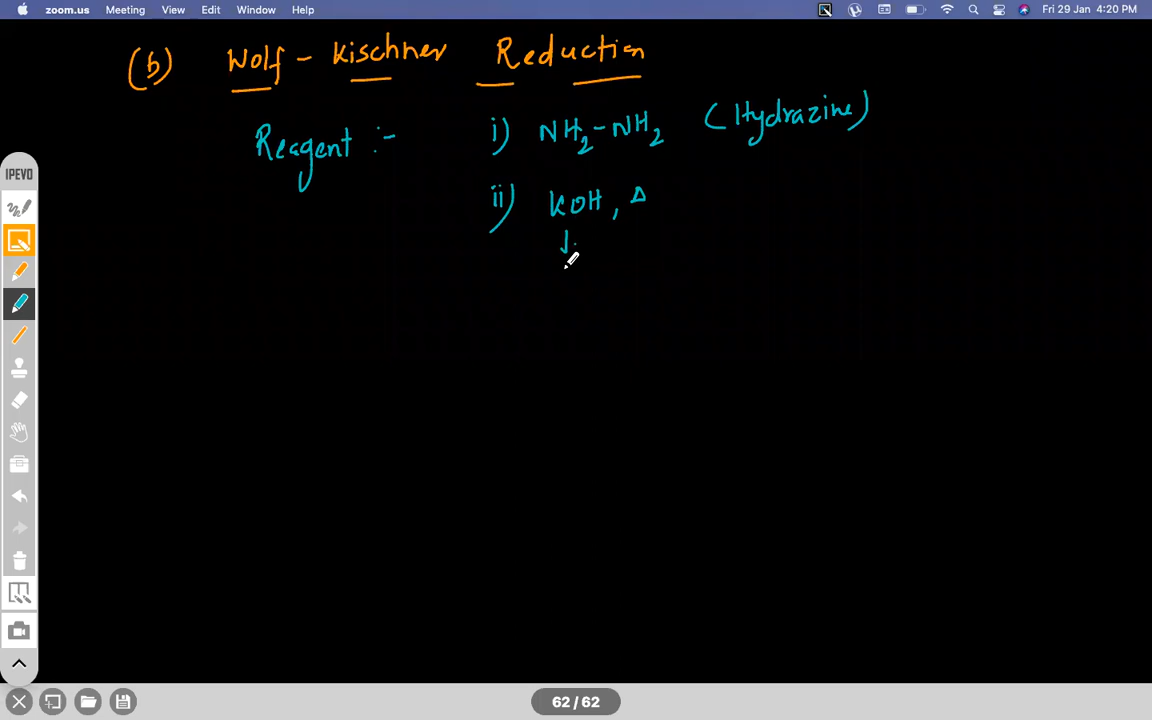 zoom.us Meeting View Edit Window Help Fri 29 Jan 4:20 PM
(b) Wolf - Kischner Reduction
Reagent :- i) NH2-NH2 (Hydrazine)
ii) KOH, Δ
↓
IPEVO
62 / 62